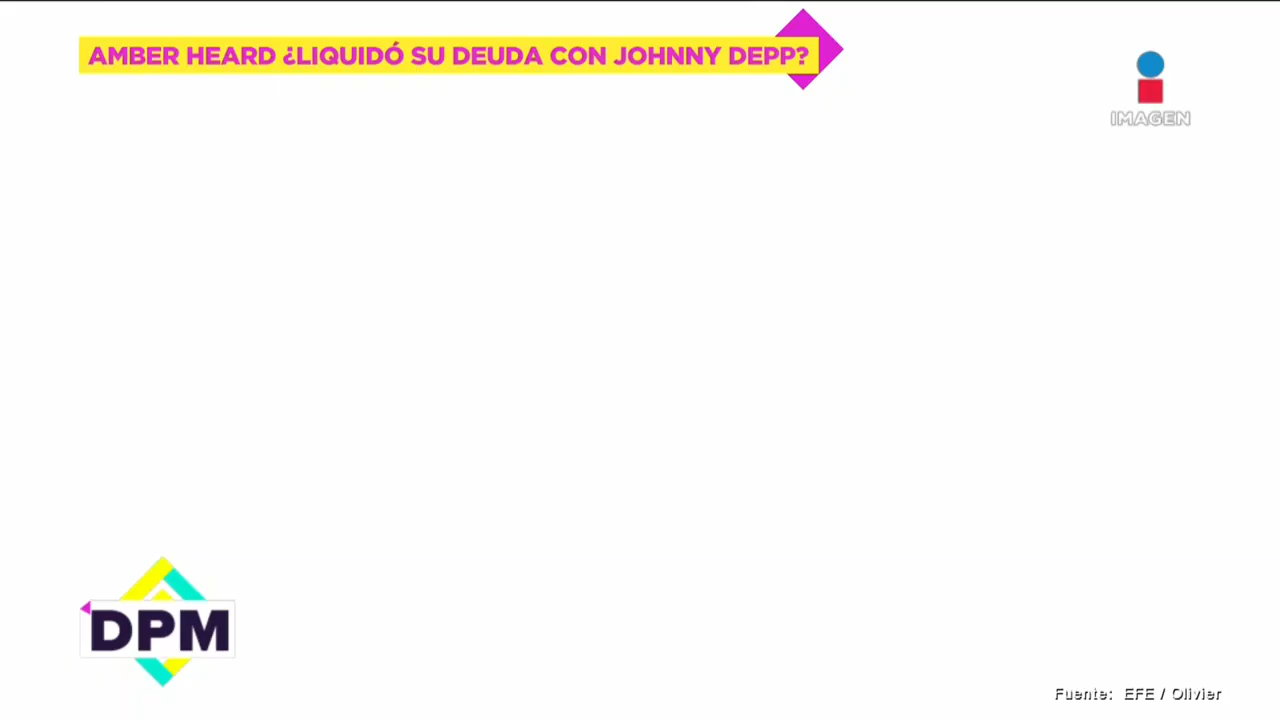 AMBER HEARD ¿LIQUIDÓ SU DEUDA CON JOHNNY DEPP?
IMAGEN
DPM
Fuente: EFE / Olivier